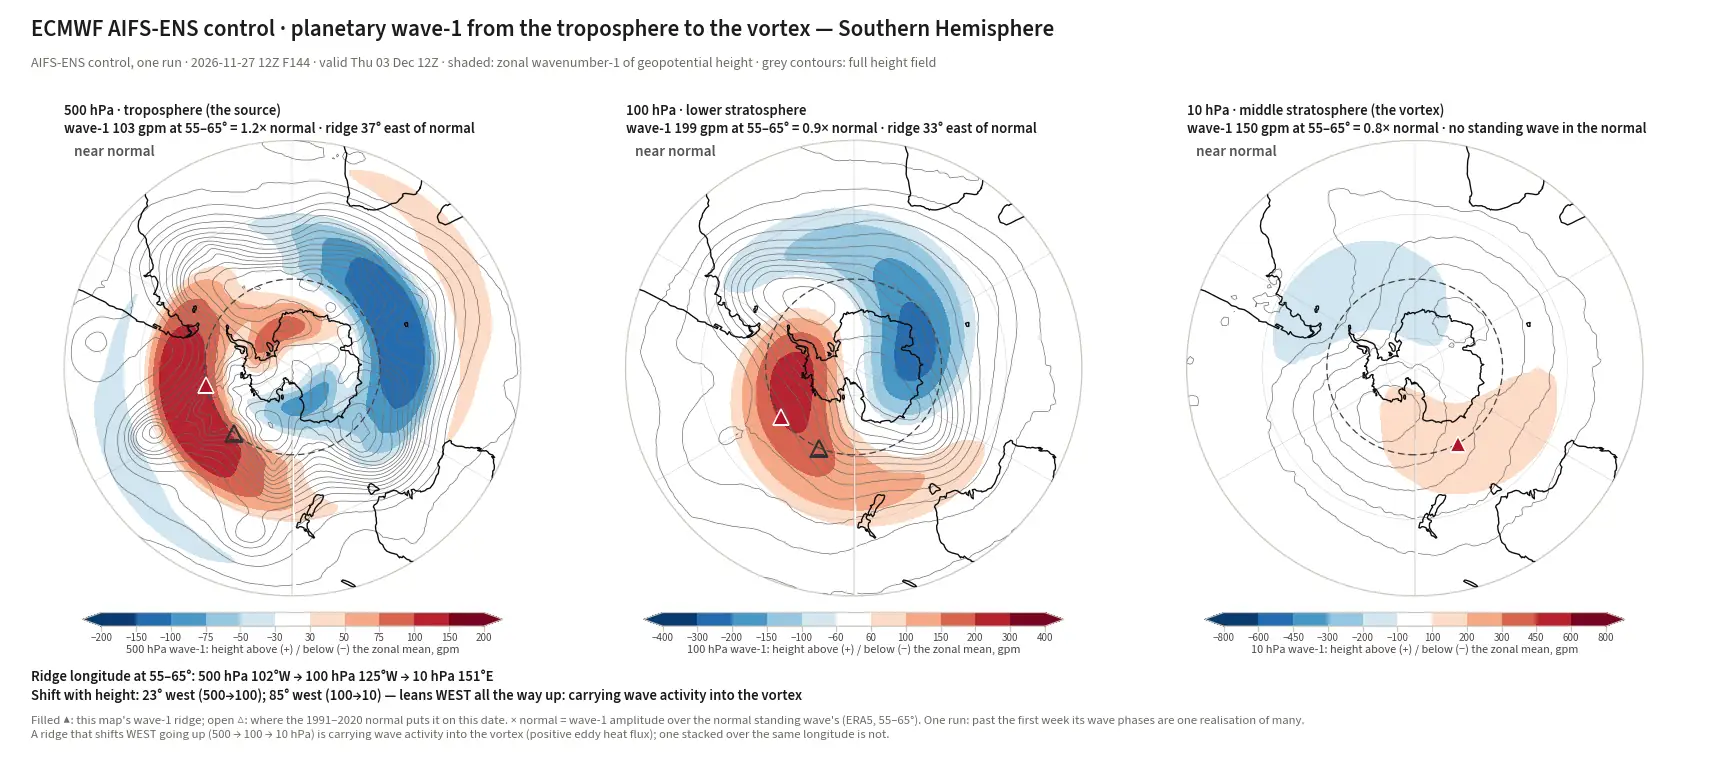 ECMWF AIFS-ENS control · planetary wave-1 from the troposphere to the vortex — Southern Hemisphere
AIFS-ENS control, one run · 2026-11-27 12Z F144 · valid Thu 03 Dec 12Z · shaded: zonal wavenumber-1 of geopotential height · grey contours: full height field
500 hPa · troposphere (the source)
wave-1 103 gpm at 55–65° = 1.2× normal · ridge 37° east of normal
near normal
100 hPa · lower stratosphere
wave-1 199 gpm at 55–65° = 0.9× normal · ridge 33° east of normal
near normal
10 hPa · middle stratosphere (the vortex)
wave-1 150 gpm at 55–65° = 0.8× normal · no standing wave in the normal
near normal
−200 −150 −100 −75 −50 −30 30 50 75 100 150 200
500 hPa wave-1: height above (+) / below (−) the zonal mean, gpm
−400 −300 −200 −150 −100 −60 60 100 150 200 300 400
100 hPa wave-1: height above (+) / below (−) the zonal mean, gpm
−800 −600 −450 −300 −200 −100 100 200 300 450 600 800
10 hPa wave-1: height above (+) / below (−) the zonal mean, gpm
Ridge longitude at 55–65°: 500 hPa 102°W → 100 hPa 125°W → 10 hPa 151°E
Shift with height: 23° west (500→100); 85° west (100→10) — leans WEST all the way up: carrying wave activity into the vortex
Filled ▲: this map's wave-1 ridge; open △: where the 1991–2020 normal puts it on this date. × normal = wave-1 amplitude over the normal standing wave's (ERA5, 55–65°). One run: past the first week its wave phases are one realisation of many.
A ridge that shifts WEST going up (500 → 100 → 10 hPa) is carrying wave activity into the vortex (positive eddy heat flux); one stacked over the same longitude is not.